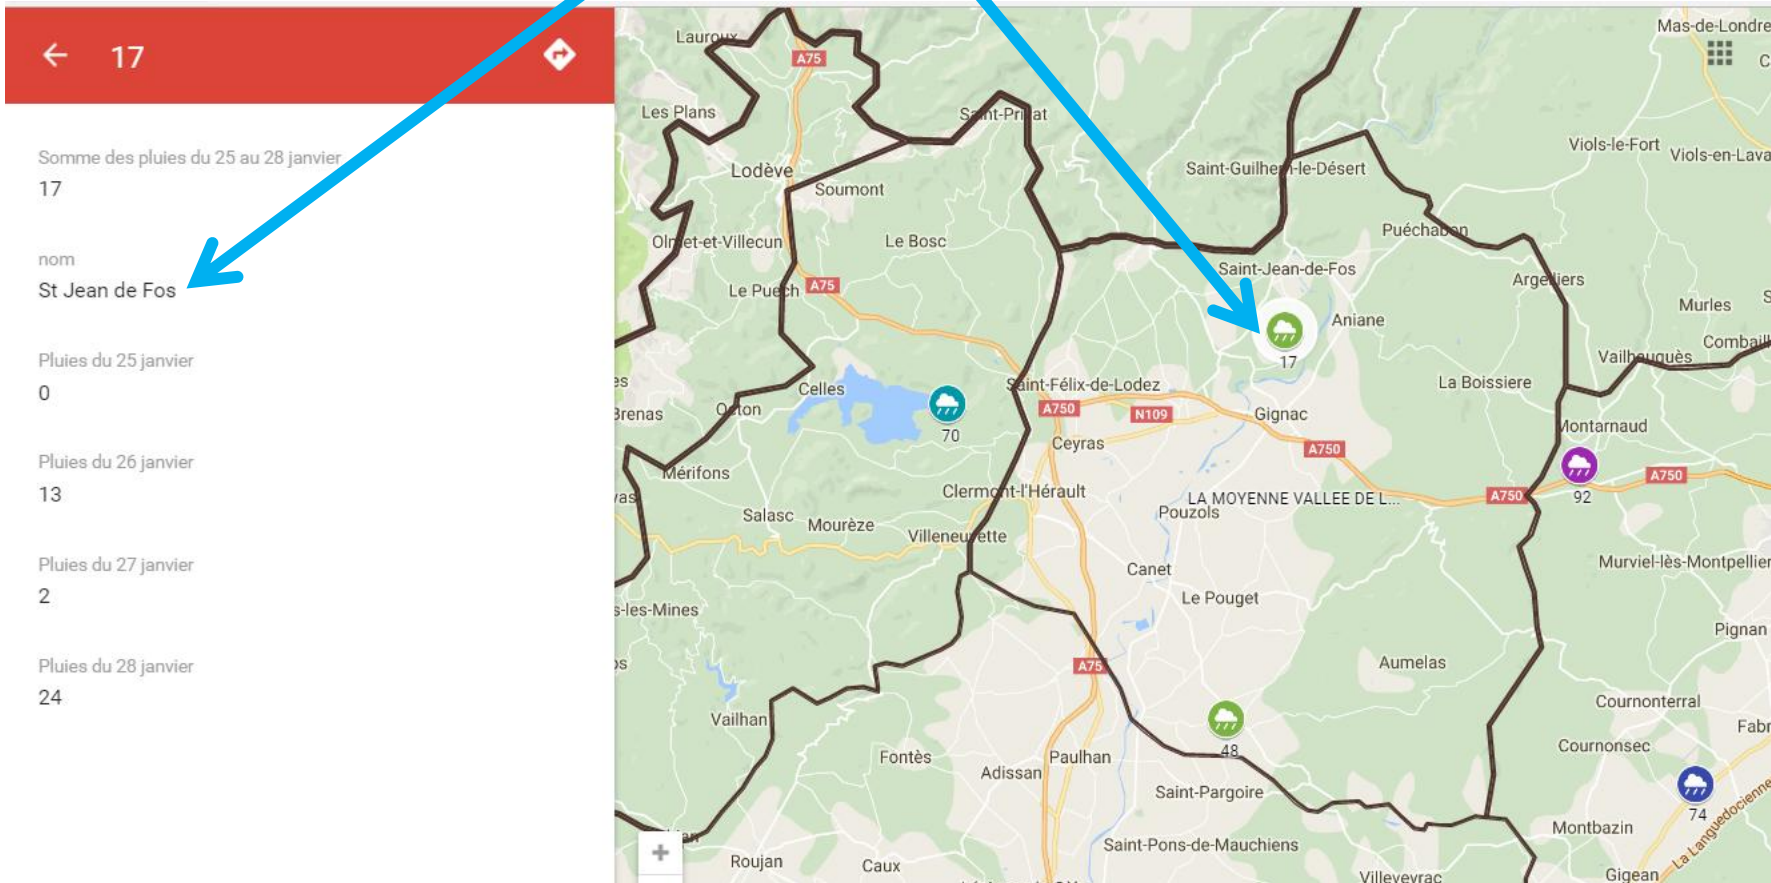 17
Somme des pluies du 25 au 28 janvier
17
nom
St Jean de Fos
Pluies du 25 janvier
0
Pluies du 26 janvier
13
Pluies du 27 janvier
2
Pluies du 28 janvier
24
Mas-de-Londre
Lauroux
A75
C
Les Plans
Saint-Privat
Viols-le-Fort
Viols-en-Lava
Lodève
Saint-Guilhem-le-Désert
Soumont
Puéchabon
Olmet-et-Villecun
Le Bosc
Saint-Jean-de-Fos
Argelliers
Le Puech
A75
Murles
S
Aniane
Combaill
Vailhauquès
17
es
Celles
Saint-Félix-de-Lodez
La Boissiere
Brenas
Octon
A750
N109
Gignac
Montarnaud
70
Ceyras
A750
Mérifons
A750
vas
Clermont-l'Hérault
LA MOYENNE VALLEE DE L...
A750
92
Pouzols
Salasc
Mourèze
Villeneuvette
Murviel-lès-Montpellier
Canet
s-les-Mines
Le Pouget
Pignan
os
A75
Aumelas
Cournonterral
Vailhan
Fabr
48
Cournonsec
Fontès
Paulhan
Adissan
Saint-Pargoire
74
La Languedocienne
Montbazin
+
Saint-Pons-de-Mauchiens
Roujan
Caux
Villeveyrac
Gigean